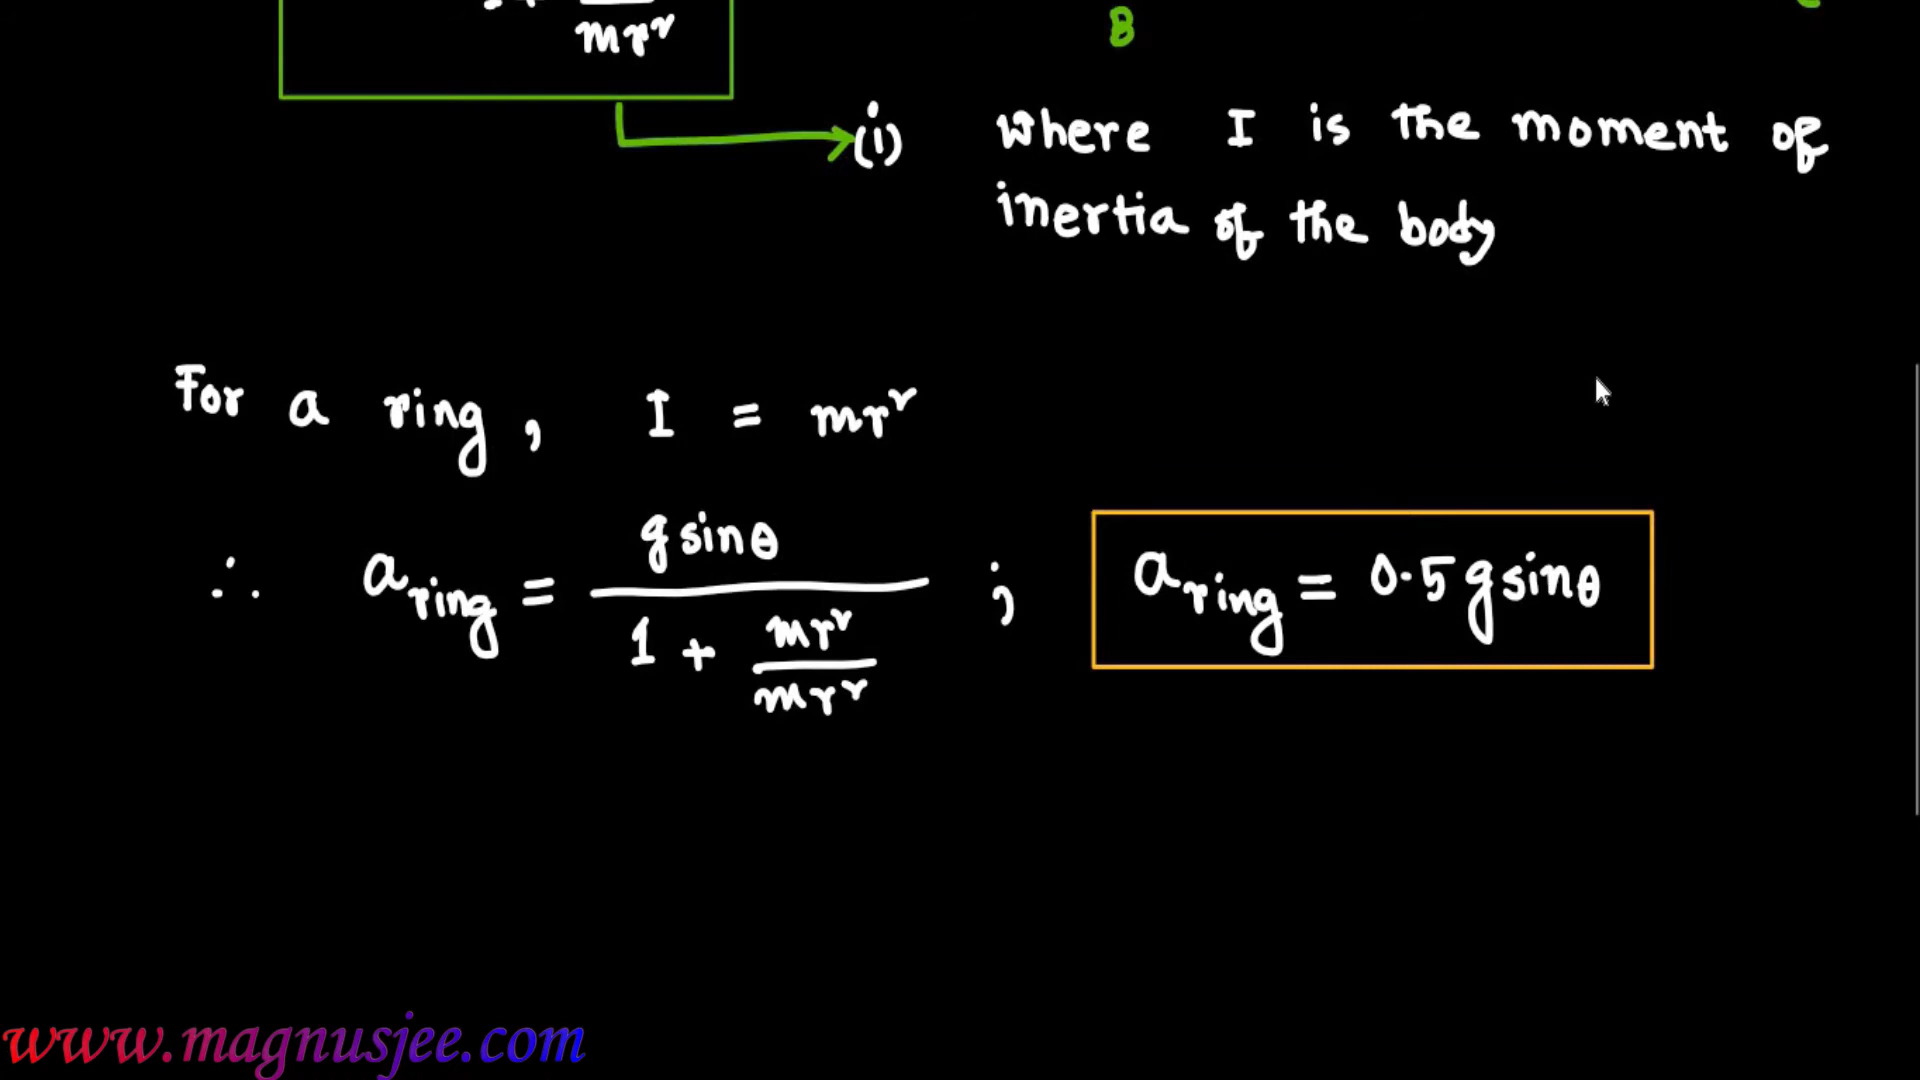 1 +
mr²
B
(i) where I is the moment of
inertia of the body
For a ring, I = mr²
∴ a_ring = g sinθ / (1 + mr²/mr²) ; a_ring = 0.5 g sinθ
www.magnusjee.com